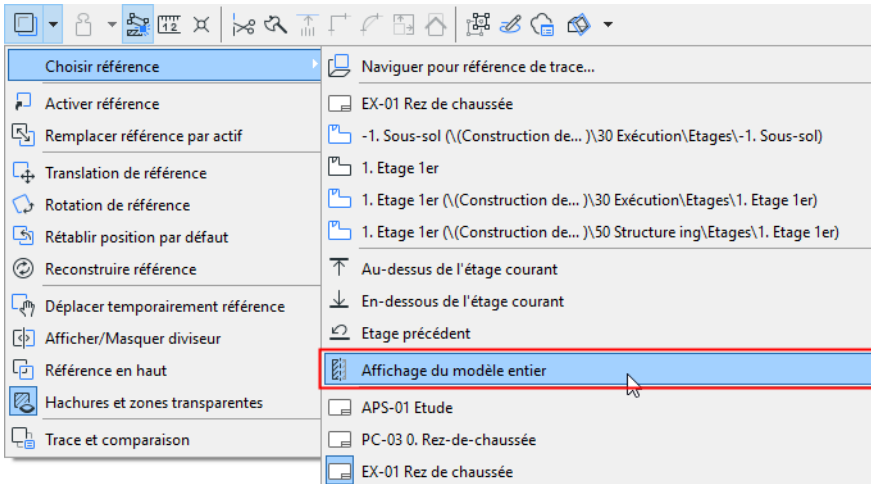 1 2
Choisir référence
Activer référence
Remplacer référence par actif
Translation de référence
Rotation de référence
Rétablir position par défaut
Reconstruire référence
Déplacer temporairement référence
Afficher/Masquer diviseur
Référence en haut
Hachures et zones transparentes
Trace et comparaison
Naviguer pour référence de trace...
EX-01 Rez de chaussée
-1. Sous-sol (\(Construction de... )\30 Exécution\Etages\-1. Sous-sol)
1. Etage 1er
1. Etage 1er (\(Construction de... )\30 Exécution\Etages\1. Etage 1er)
1. Etage 1er (\(Construction de... )\50 Structure ing\Etages\1. Etage 1er)
Au-dessus de l'étage courant
En-dessous de l'étage courant
Etage précédent
Affichage du modèle entier
APS-01 Etude
PC-03 0. Rez-de-chaussée
EX-01 Rez de chaussée